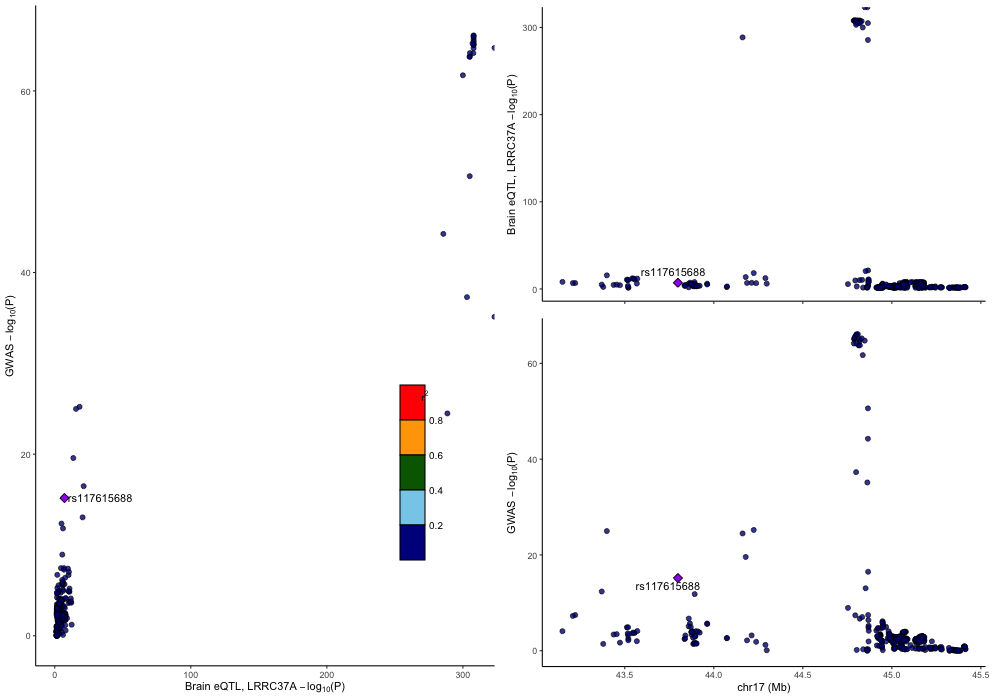 60
40
20
0
GWAS −log10(P)
0
100
200
300
Brain eQTL, LRRC37A −log10(P)
rs117615688
r²
0.8
0.6
0.4
0.2
300
200
100
0
Brain eQTL, LRRC37A −log10(P)
rs117615688
60
40
20
0
GWAS −log10(P)
rs117615688
43.5
44.0
44.5
45.0
45.5
chr17 (Mb)